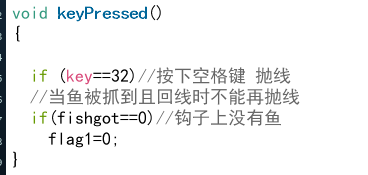 void keyPressed()
{
if (key==32)//按下空格键 抛线
//当鱼被抓到且回线时不能再抛线
if(fishgot==0)//钩子上没有鱼
flag1=0;
}